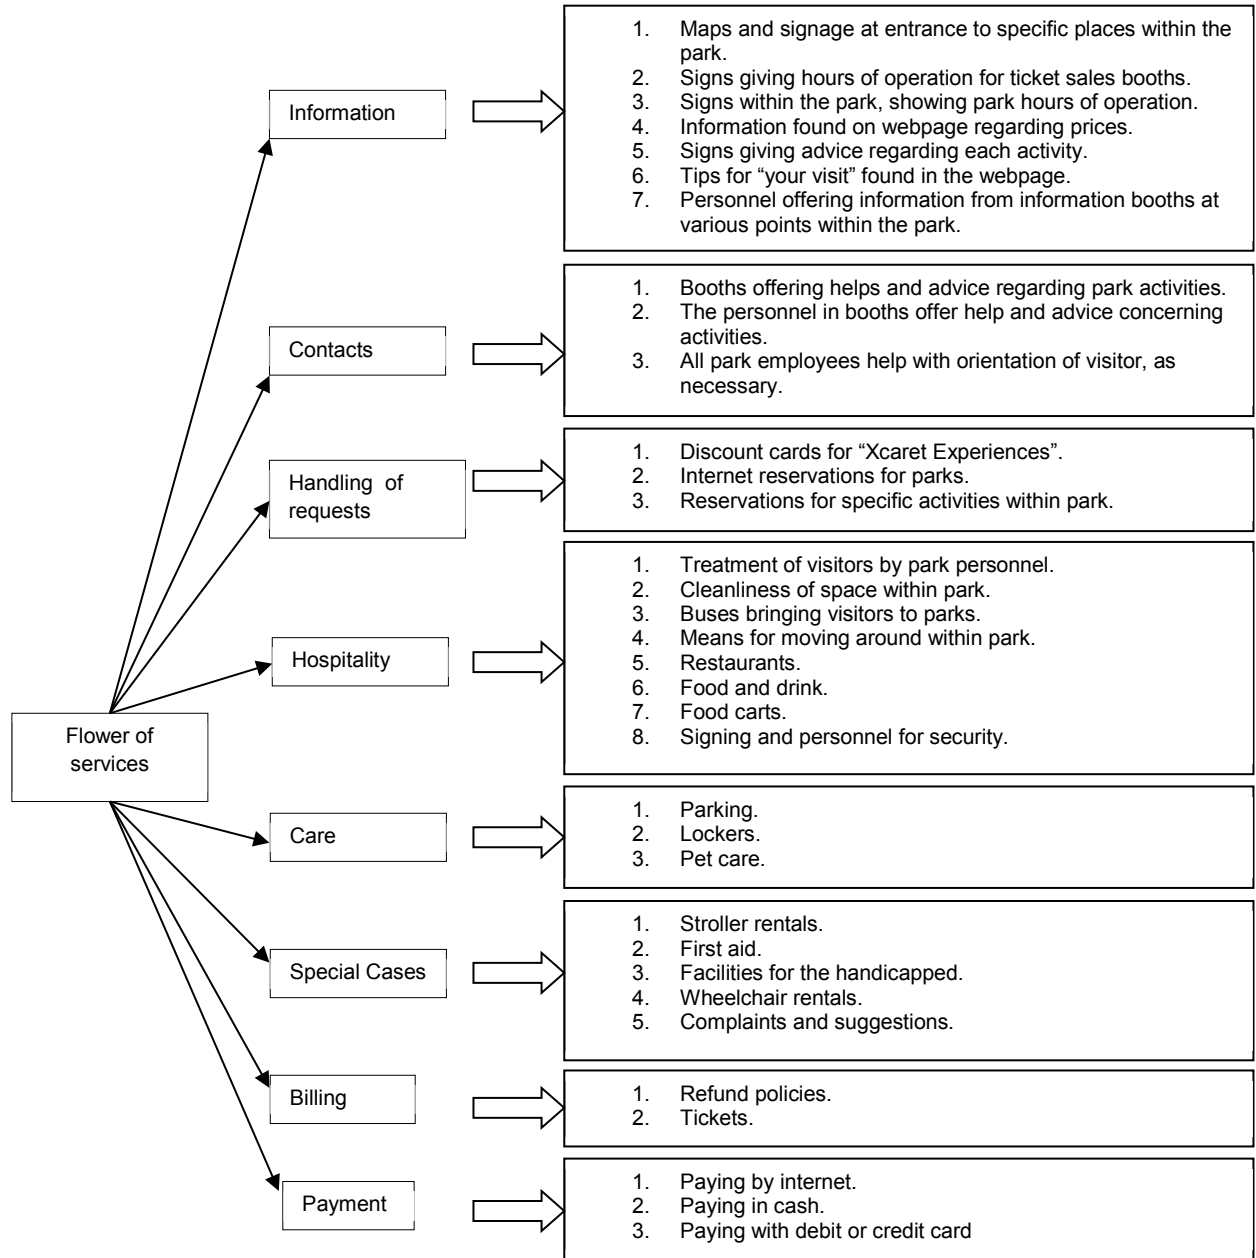 Information
1. Maps and signage at entrance to specific places within the
park.
2. Signs giving hours of operation for ticket sales booths.
3. Signs within the park, showing park hours of operation.
4. Information found on webpage regarding prices.
5. Signs giving advice regarding each activity.
6. Tips for “your visit” found in the webpage.
7. Personnel offering information from information booths at
various points within the park.
Contacts
1. Booths offering helps and advice regarding park activities.
2. The personnel in booths offer help and advice concerning
activities.
3. All park employees help with orientation of visitor, as
necessary.
Handling of
requests
1. Discount cards for “Xcaret Experiences”.
2. Internet reservations for parks.
3. Reservations for specific activities within park.
Hospitality
1. Treatment of visitors by park personnel.
2. Cleanliness of space within park.
3. Buses bringing visitors to parks.
4. Means for moving around within park.
5. Restaurants.
6. Food and drink.
7. Food carts.
8. Signing and personnel for security.
Flower of
services
Care
1. Parking.
2. Lockers.
3. Pet care.
Special Cases
1. Stroller rentals.
2. First aid.
3. Facilities for the handicapped.
4. Wheelchair rentals.
5. Complaints and suggestions.
Billing
1. Refund policies.
2. Tickets.
Payment
1. Paying by internet.
2. Paying in cash.
3. Paying with debit or credit card